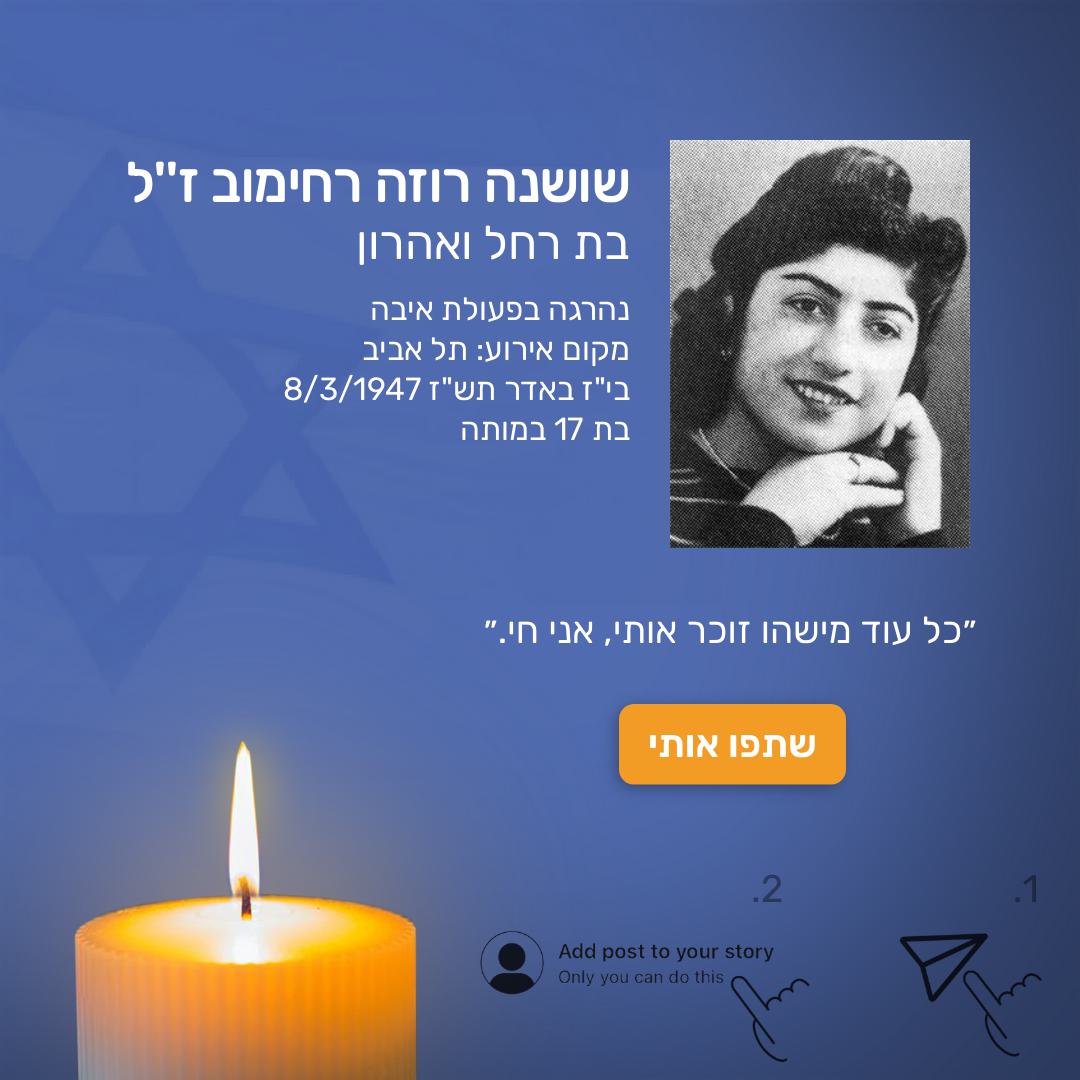 שושנה רוזה רחימוב ז"ל
בת רחל ואהרון
נהרגה בפעולת איבה
מקום אירוע: תל אביב
בי"ז באדר תש"ז 8/3/1947
בת 17 במותה
״כל עוד מישהו זוכר אותי, אני חי.״
שתפו אותי
1.
2.
Add post to your story
Only you can do this